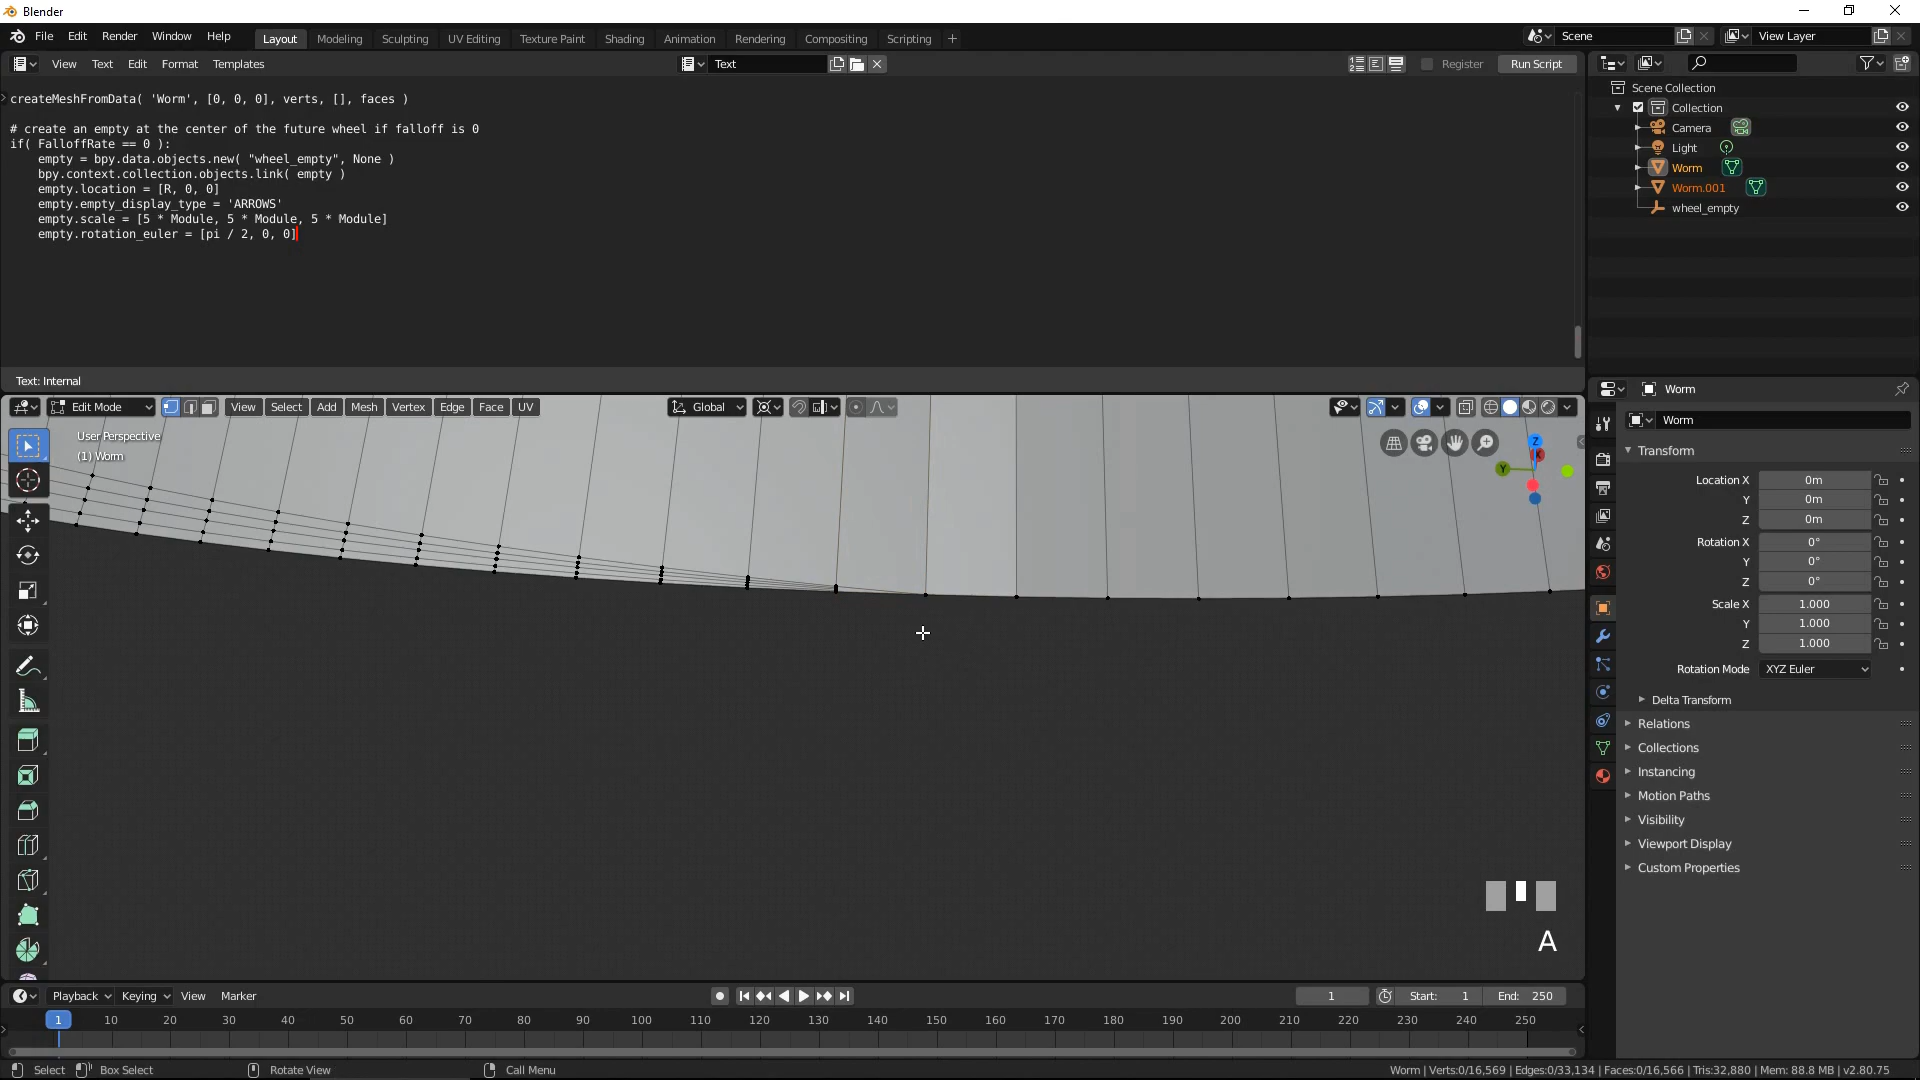 Blender
File Edit Render Window Help Layout Modeling Sculpting UV Editing Texture Paint Shading Animation Rendering Compositing Scripting + Scene View Layer
View Text Edit Format Templates Text Register Run Script
createMeshFromData( 'Worm', [0, 0, 0], verts, [], faces )
# create an empty at the center of the future wheel if falloff is 0
if( FalloffRate == 0 ):
empty = bpy.data.objects.new( "wheel_empty", None )
bpy.context.collection.objects.link( empty )
empty.location = [R, 0, 0]
empty.empty_display_type = 'ARROWS'
empty.scale = [5 * Module, 5 * Module, 5 * Module]
empty.rotation_euler = [pi / 2, 0, 0]
Text: Internal
Scene Collection
Collection
Camera
Light
Worm
Worm.001
wheel_empty
Edit Mode View Select Add Mesh Vertex Edge Face UV Global
User Perspective
(1) Worm
Z
X
Y
A
Worm
Worm
Transform
Location X 0m
Y 0m
Z 0m
Rotation X 0°
Y 0°
Z 0°
Scale X 1.000
Y 1.000
Z 1.000
Rotation Mode XYZ Euler
Delta Transform
Relations
Collections
Instancing
Motion Paths
Visibility
Viewport Display
Custom Properties
Playback Keying View Marker 1 Start: 1 End: 250
1 10 20 30 40 50 60 70 80 90 100 110 120 130 140 150 160 170 180 190 200 210 220 230 240 250
Select Box Select Rotate View Call Menu Worm | Verts:0/16,569 | Edges:0/33,134 | Faces:0/16,566 | Tris:32,880 | Mem: 88.8 MB | v2.80.75